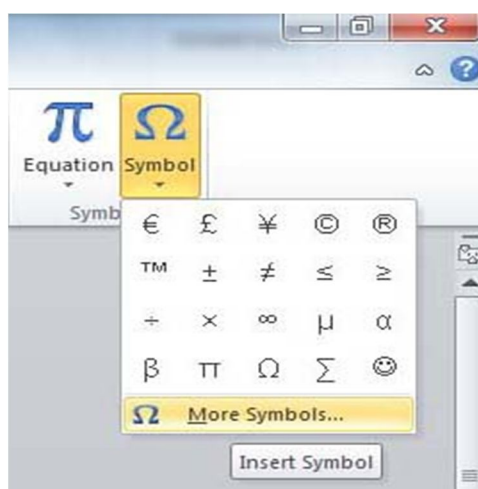 π Ω
Equation Symbol
Symb
€ £ ¥ © ®
™ ± ≠ ≤ ≥
÷ × ∞ µ α
β π Ω ∑ ☺
Ω More Symbols...
Insert Symbol